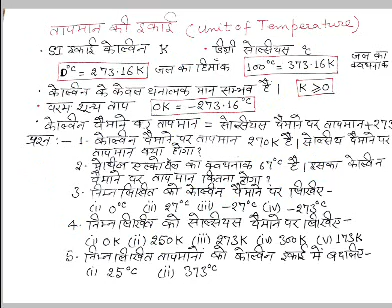 तापमान की इकाई (unit of Temperature)
• SI इकाई केल्विन K • डिग्री सेल्सियस °C
0°C = 273.16K जल का हिमांक 100°C = 373.16K जल का क्वथनांक
• केल्विन के केवल धनात्मक मान सम्भव है। K ≥ 0
• परम शून्य ताप 0K = -273.16°C
• केल्विन पैमाने का तापमान = सेल्सियस पैमाने पर तापमान + 273
प्रश्न:- 1. केल्विन पैमाने पर तापमान 270K है। सेल्सियस पैमाने पर
तापमान क्या होगा?
2. मेथिल एल्कोहल का क्वथनांक 67°C है। इसका केल्विन
पैमाने पर तापमान कितना होगा?
3. निम्नलिखित को केल्विन पैमाने पर लिखिए-
(i) 0°C (ii) 27°C (iii) -27°C (iv) -273°C
4. निम्नलिखित को सेल्सियस पैमाने पर लिखिए-
(i) 0K (ii) 250K (iii) 273K (iv) 300K (v) 173K
5. निम्नलिखित तापमानों को केल्विन इकाई में बदलिए-
(i) 25°C (ii) 373°C